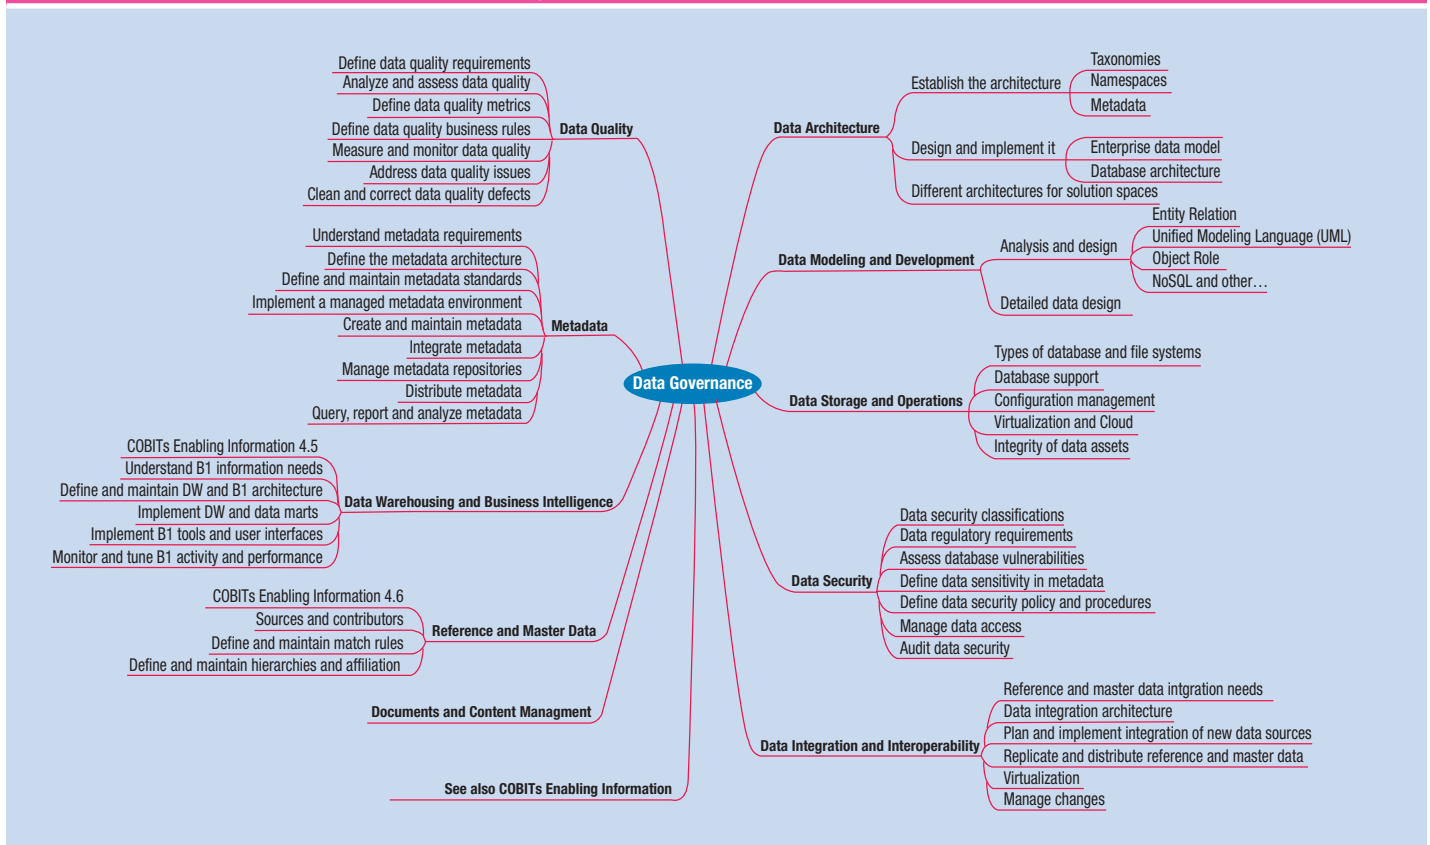 Define data quality requirements
Analyze and assess data quality
Define data quality metrics
Define data quality business rules
Measure and monitor data quality
Address data quality issues
Clean and correct data quality defects
Data Quality
Understand metadata requirements
Define the metadata architecture
Define and maintain metadata standards
Implement a managed metadata environment
Create and maintain metadata
Integrate metadata
Manage metadata repositories
Distribute metadata
Query, report and analyze metadata
Metadata
COBITs Enabling Information 4.5
Understand B1 information needs
Define and maintain DW and B1 architecture
Implement DW and data marts
Implement B1 tools and user interfaces
Monitor and tune B1 activity and performance
Data Warehousing and Business Intelligence
COBITs Enabling Information 4.6
Sources and contributors
Define and maintain match rules
Define and maintain hierarchies and affiliation
Reference and Master Data
Documents and Content Managment
See also COBITs Enabling Information
Data Governance
Data Architecture
Establish the architecture
Taxonomies
Namespaces
Metadata
Design and implement it
Enterprise data model
Database architecture
Different architectures for solution spaces
Data Modeling and Development
Analysis and design
Entity Relation
Unified Modeling Language (UML)
Object Role
NoSQL and other…
Detailed data design
Data Storage and Operations
Types of database and file systems
Database support
Configuration management
Virtualization and Cloud
Integrity of data assets
Data Security
Data security classifications
Data regulatory requirements
Assess database vulnerabilities
Define data sensitivity in metadata
Define data security policy and procedures
Manage data access
Audit data security
Data Integration and Interoperability
Reference and master data intgration needs
Data integration architecture
Plan and implement integration of new data sources
Replicate and distribute reference and master data
Virtualization
Manage changes